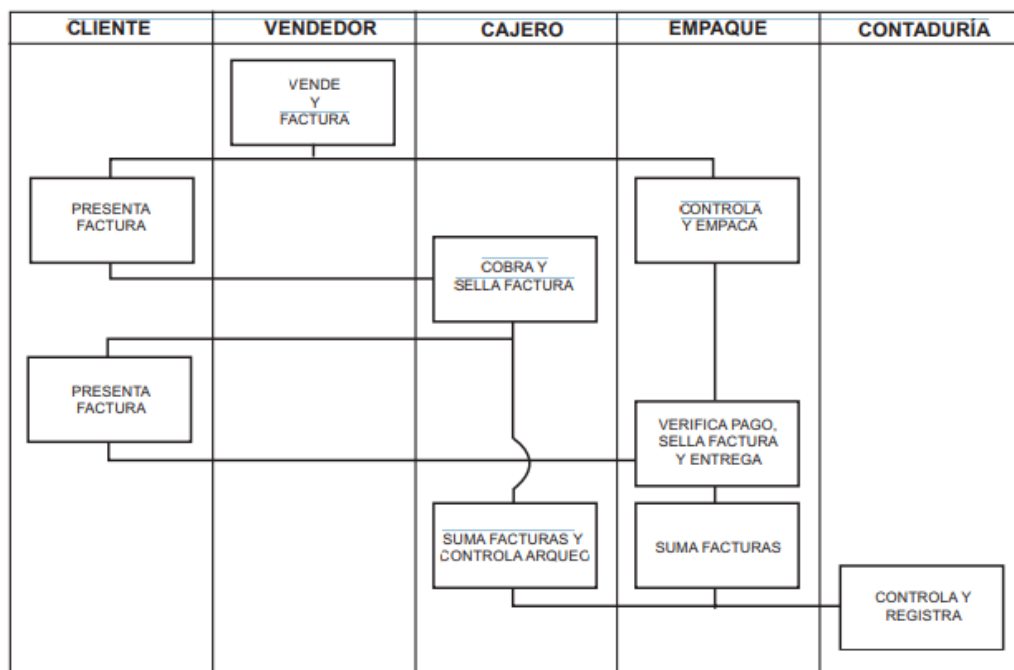 CLIENTE
VENDEDOR
CAJERO
EMPAQUE
CONTADURÍA
VENDE
Y
FACTURA
PRESENTA
FACTURA
CONTROLA
Y EMPACA
COBRA Y
SELLA FACTURA
PRESENTA
FACTURA
VERIFICA PAGO,
SELLA FACTURA
Y ENTREGA
SUMA FACTURAS Y
CONTROLA ARQUEO
SUMA FACTURAS
CONTROLA Y
REGISTRA